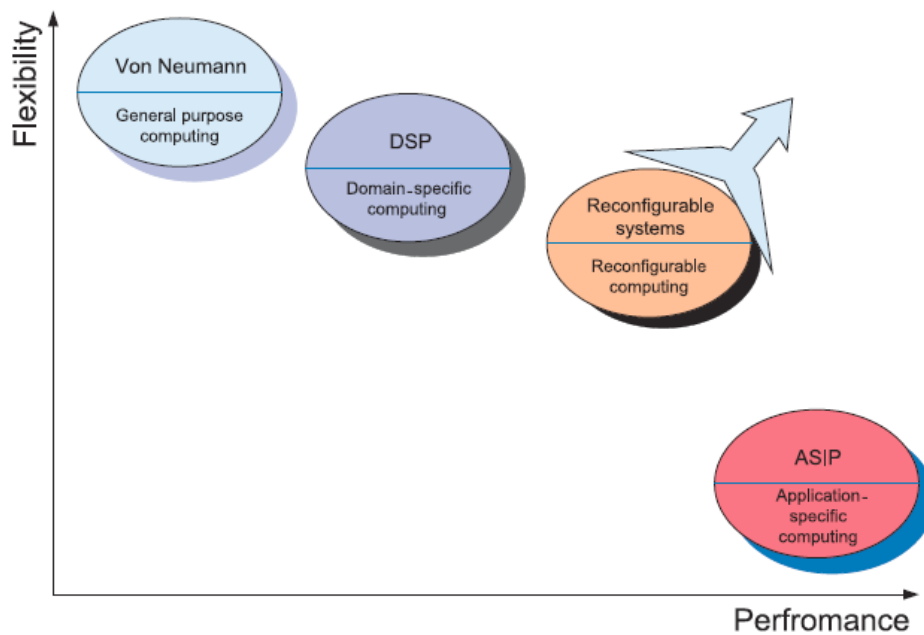 Flexibility
Von Neumann
General purpose
computing
DSP
Domain-specific
computing
Reconfigurable
systems
Reconfigurable
computing
ASIP
Application-
specific
computing
Perfromance